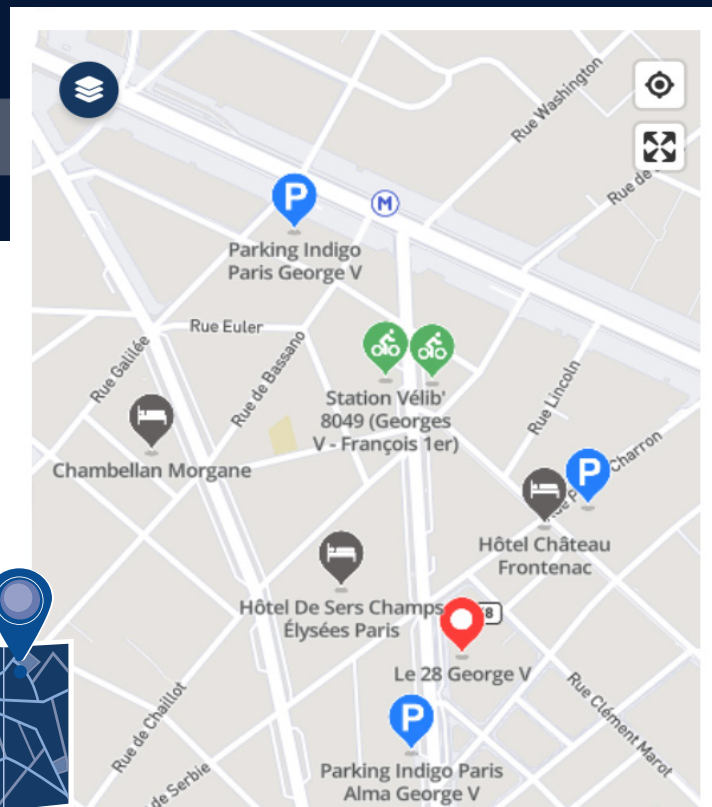 Rue Washington
Rue de
P
M
Parking Indigo
Paris George V
Rue Euler
Rue Galilée
Rue de Bassano
Station Vélib'
8049 (Georges
V - François 1er)
Rue Lincoln
Chambellan Morgane
P
Charron
Rue P
Hôtel Château
Frontenac
Hôtel De Sers Champs
Élysées Paris
8
Le 28 George V
Rue Clément Marot
P
Rue de Chaillot
Parking Indigo Paris
Alma George V
de Serbie